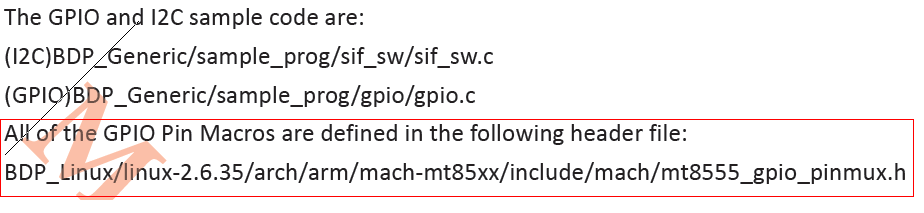 The GPIO and I2C sample code are:
(I2C)BDP_Generic/sample_prog/sif_sw/sif_sw.c
(GPIO)BDP_Generic/sample_prog/gpio/gpio.c
All of the GPIO Pin Macros are defined in the following header file:
BDP_Linux/linux-2.6.35/arch/arm/mach-mt85xx/include/mach/mt8555_gpio_pinmux.h